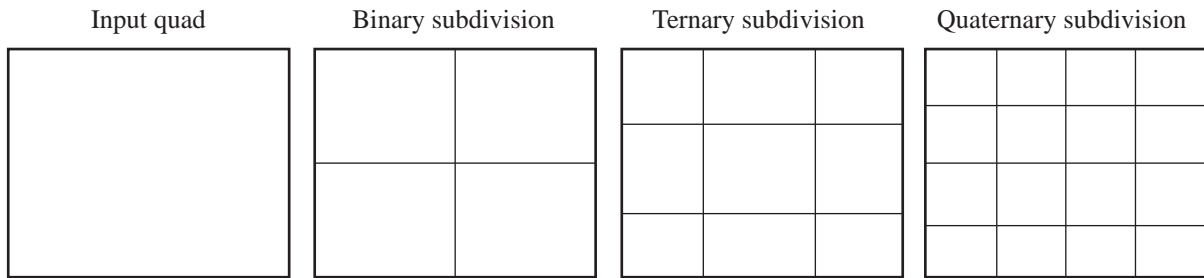 Input quad
Binary subdivision
Ternary subdivision
Quaternary subdivision